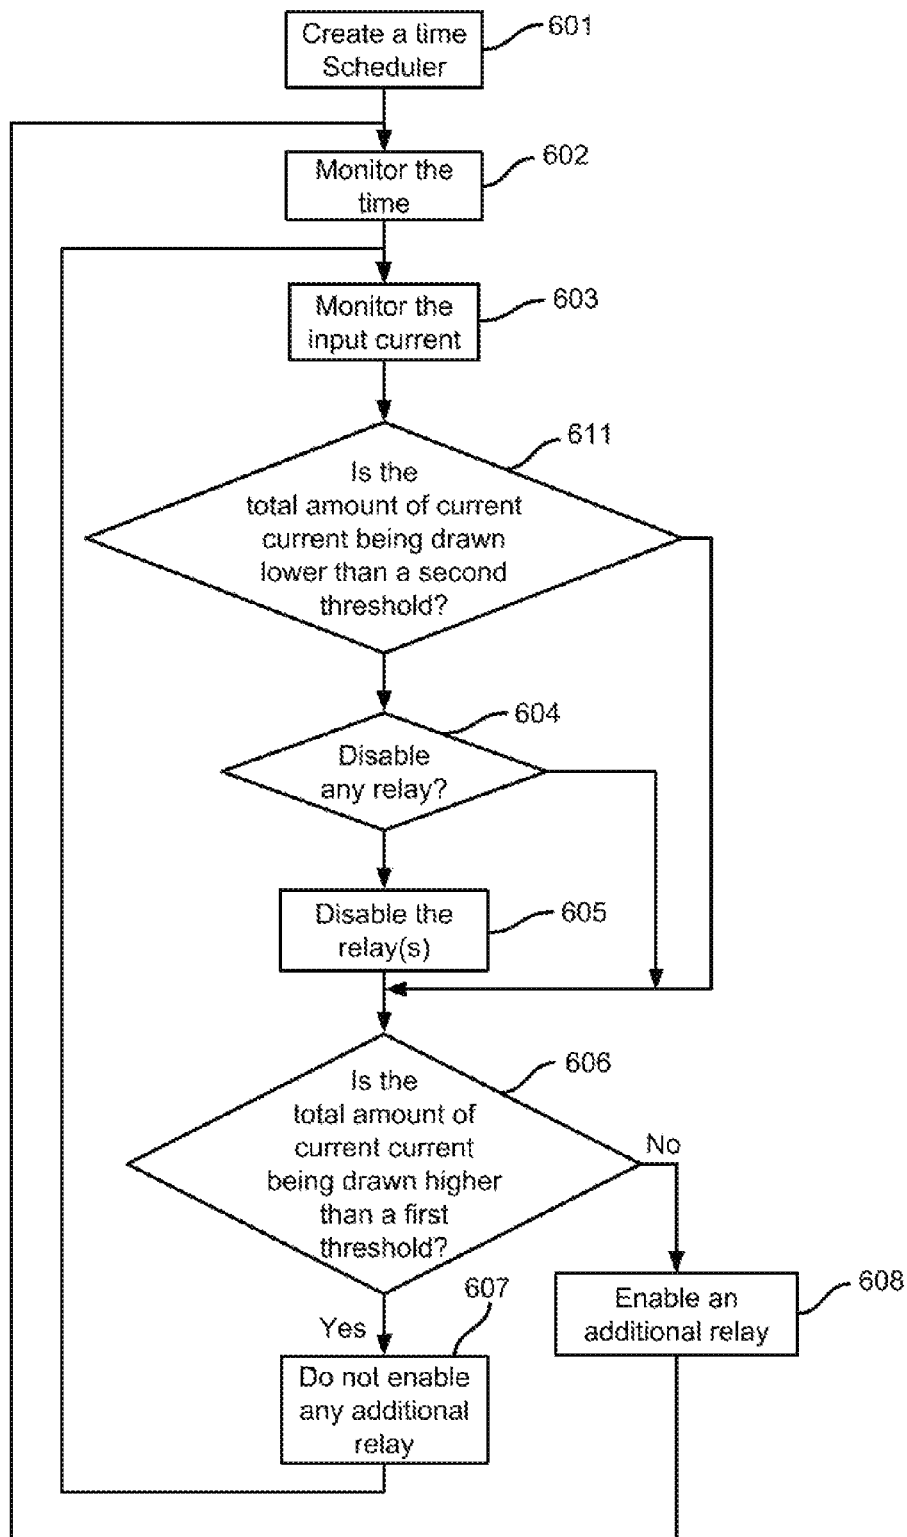 Create a time
Scheduler
601
Monitor the
time
602
Monitor the
input current
603
Is the
total amount of current
current being drawn
lower than a second
threshold?
611
Disable
any relay?
604
Disable the
relay(s)
605
Is the
total amount of
current current
being drawn higher
than a first
threshold?
606
No
Yes
607
Do not enable
any additional
relay
Enable an
additional relay
608